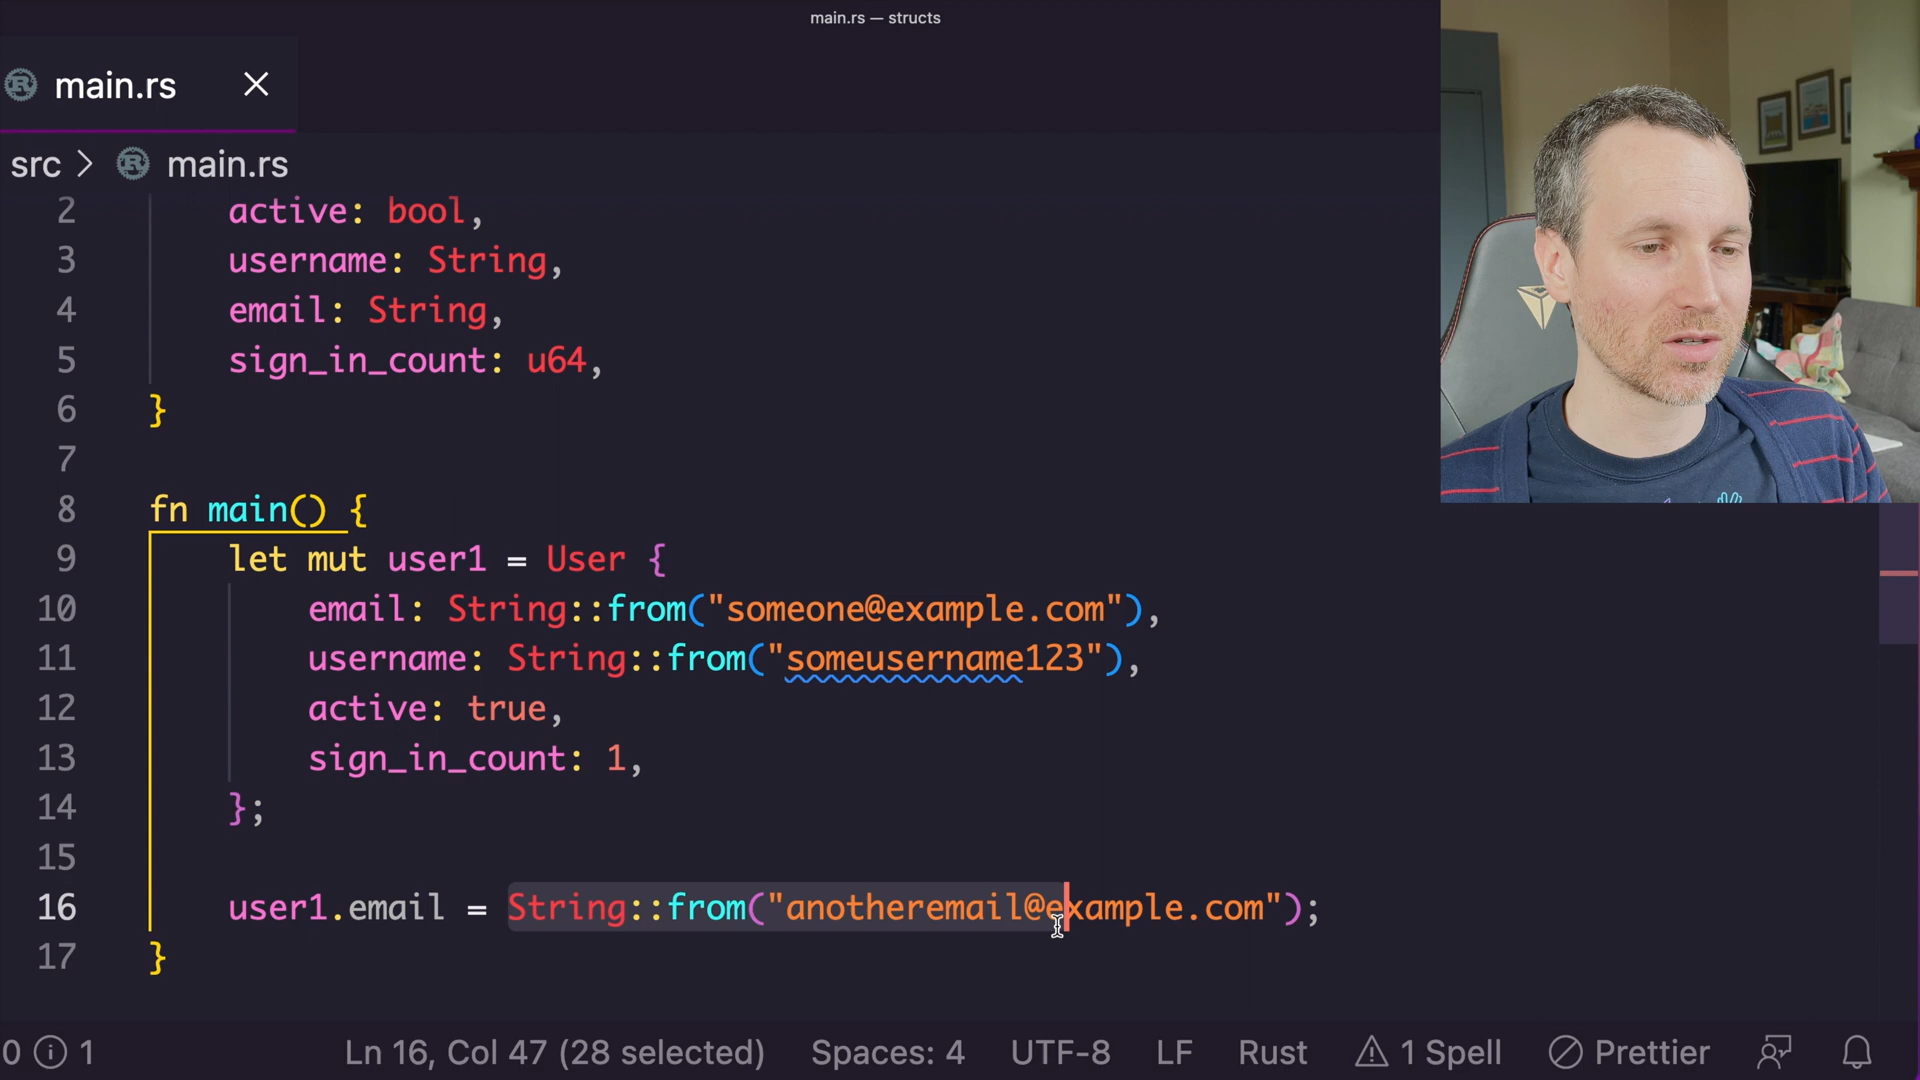 main.rs — structs
main.rs
src > main.rs
2 active: bool,
3 username: String,
4 email: String,
5 sign_in_count: u64,
6 }
7
8 fn main() {
9 let mut user1 = User {
10 email: String::from("someone@example.com"),
11 username: String::from("someusername123"),
12 active: true,
13 sign_in_count: 1,
14 };
15
16 user1.email = String::from("anotheremail@example.com");
17 }
0 1 Ln 16, Col 47 (28 selected) Spaces: 4 UTF-8 LF Rust 1 Spell Prettier